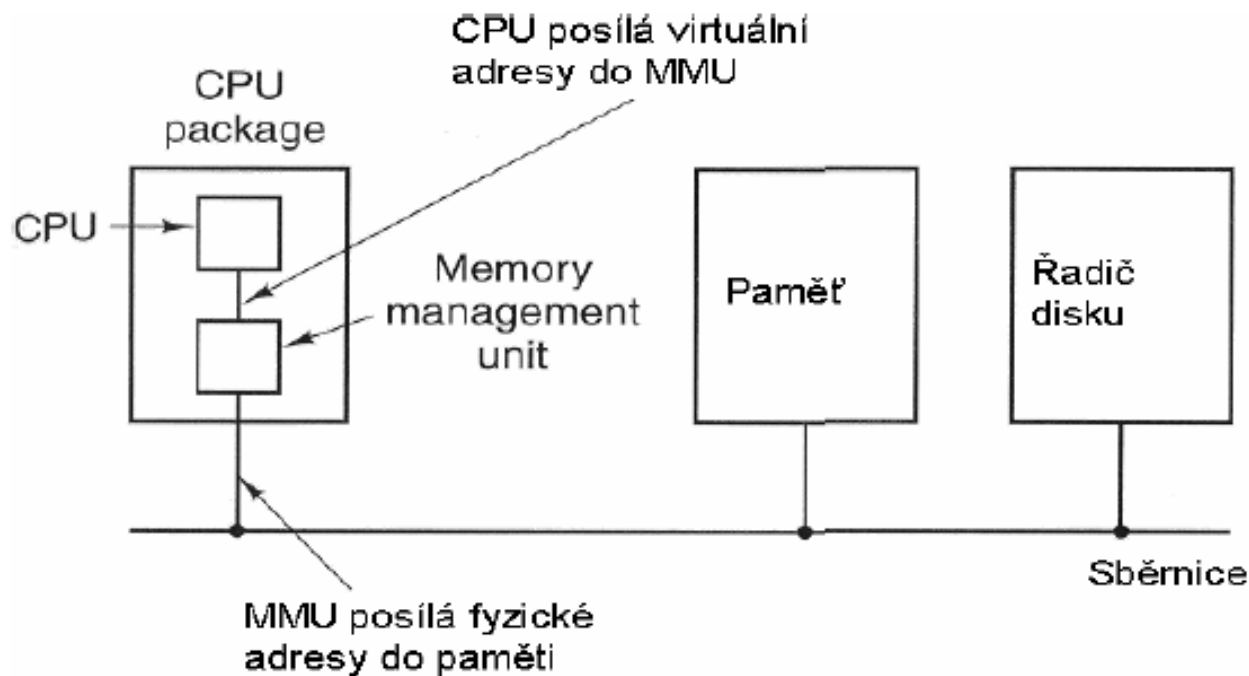 CPU posílá virtuální
adresy do MMU
CPU
package
CPU
Memory
management
unit
Paměť
Řadič
disku
Sběrnice
MMU posílá fyzické
adresy do paměti